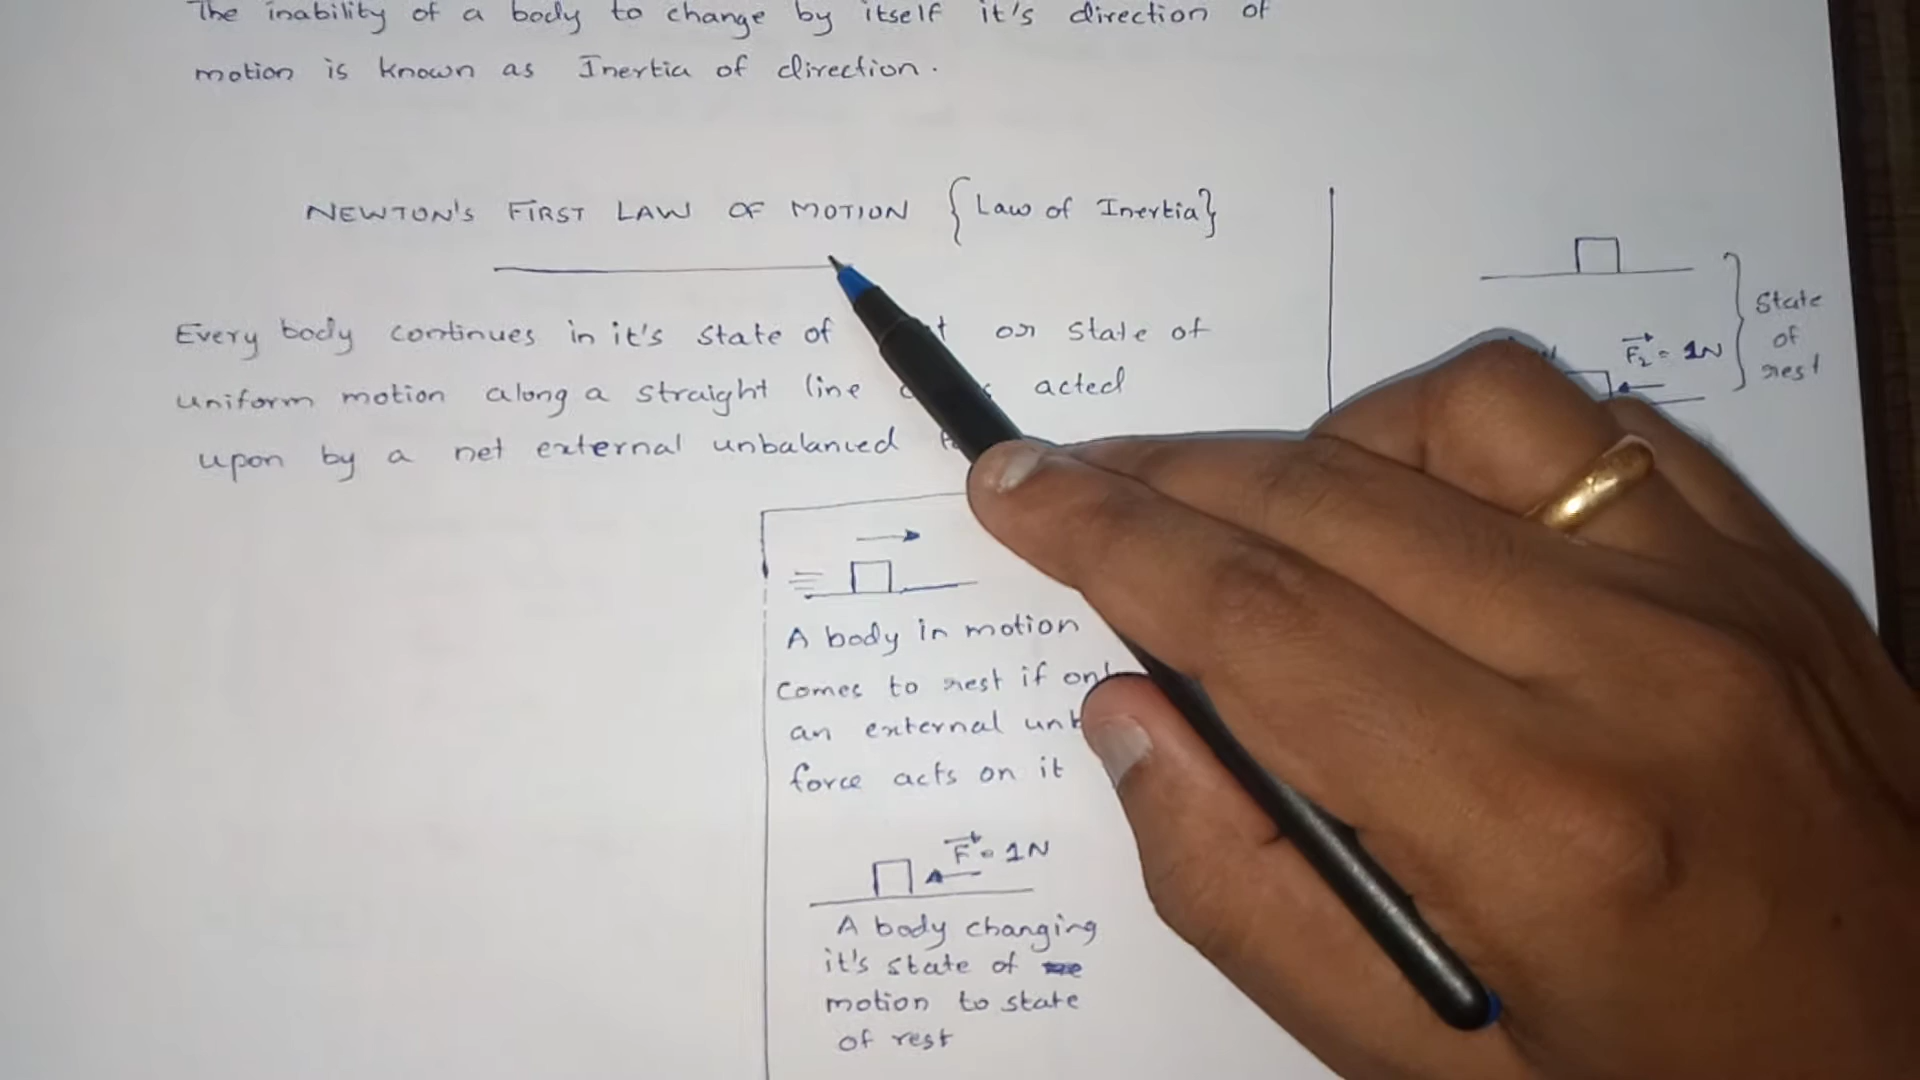 The inability of a body to change by itself it's direction of
motion is known as Inertia of direction.
NEWTON'S FIRST LAW OF MOTION {Law of Inertia}
Every body continues in it's state of or state of
uniform motion along a straight line acted
upon by a net external unbalanced
A body in motion
comes to rest if
an external
force acts on it
F = 1N
A body changing
it's state of
motion to state
of rest
F2 = 1N
State
of
rest